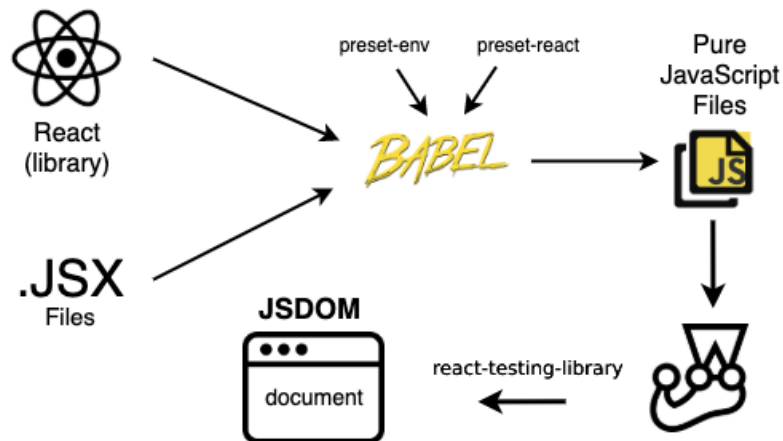 preset-env
preset-react
Pure
JavaScript
Files
React
(library)
BABEL
JS
.JSX
Files
JSDOM
document
react-testing-library